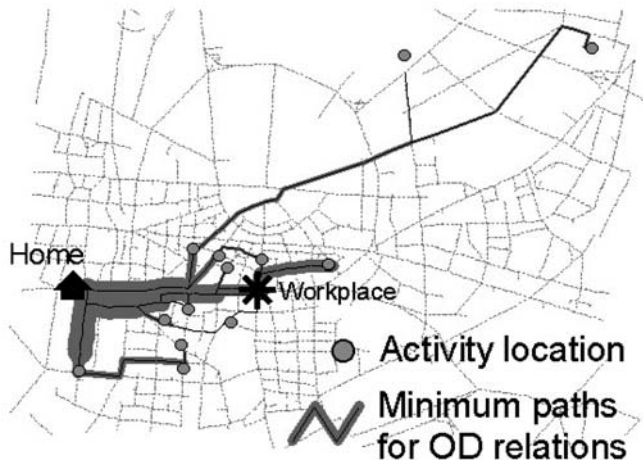 Home
Workplace
Activity location
Minimum paths
for OD relations